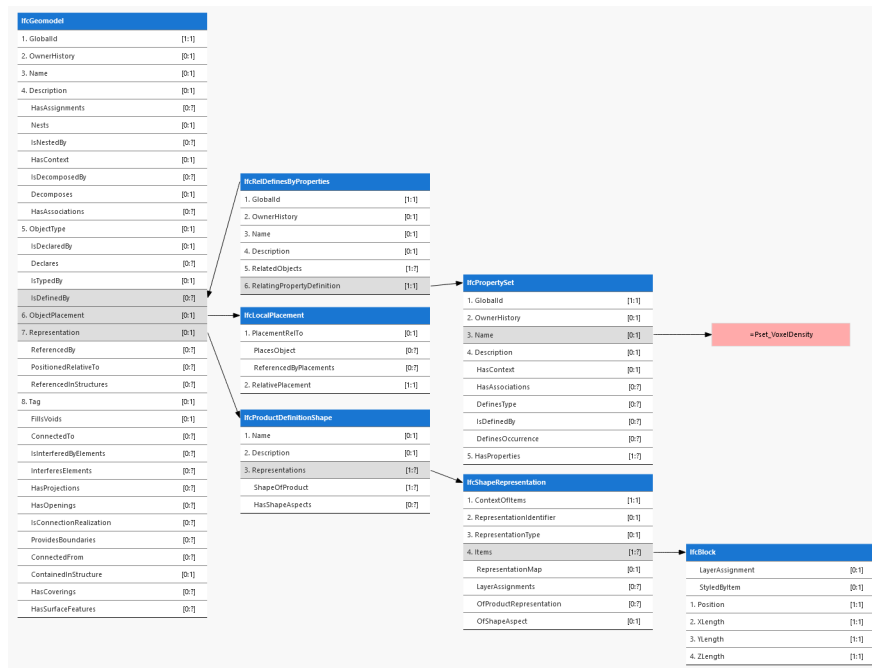 IfcGeomodel
1. GlobalId [1:1]
2. OwnerHistory [0:1]
3. Name [0:1]
4. Description [0:1]
HasAssignments [0:?]
Nests [0:1]
IsNestedBy [0:?]
HasContext [0:1]
IsDecomposedBy [0:?]
Decomposes [0:1]
HasAssociations [0:?]
5. ObjectType [0:1]
IsDeclaredBy [0:1]
Declares [0:?]
IsTypedBy [0:1]
IsDefinedBy [0:?]
6. ObjectPlacement [0:1]
7. Representation [0:1]
ReferencedBy [0:?]
PositionedRelativeTo [0:?]
ReferencedInStructures [0:?]
8. Tag [0:1]
FillsVoids [0:1]
ConnectedTo [0:?]
IsInterferedByElements [0:?]
InterferesElements [0:?]
HasProjections [0:?]
HasOpenings [0:?]
IsConnectionRealization [0:?]
ProvidesBoundaries [0:?]
ConnectedFrom [0:?]
ContainedInStructure [0:1]
HasCoverings [0:?]
HasSurfaceFeatures [0:?]
IfcRelDefinesByProperties
1. GlobalId [1:1]
2. OwnerHistory [0:1]
3. Name [0:1]
4. Description [0:1]
5. RelatedObjects [1:?]
6. RelatingPropertyDefinition [1:1]
IfcLocalPlacement
1. PlacementRelTo [0:1]
PlacesObject [0:?]
ReferencedByPlacements [0:?]
2. RelativePlacement [1:1]
IfcProductDefinitionShape
1. Name [0:1]
2. Description [0:1]
3. Representations [1:?]
ShapeOfProduct [1:?]
HasShapeAspects [0:?]
IfcPropertySet
1. GlobalId [1:1]
2. OwnerHistory [0:1]
3. Name [0:1]
4. Description [0:1]
HasContext [0:1]
HasAssociations [0:?]
DefinesType [0:?]
IsDefinedBy [0:?]
DefinesOccurrence [0:?]
5. HasProperties [1:?]
IfcShapeRepresentation
1. ContextOfItems [1:1]
2. RepresentationIdentifier [0:1]
3. RepresentationType [0:1]
4. Items [1:?]
RepresentationMap [0:1]
LayerAssignments [0:?]
OfProductRepresentation [0:?]
OfShapeAspect [0:1]
=Pset_VoxelDensity
IfcBlock
LayerAssignment [0:1]
StyledByItem [0:1]
1. Position [1:1]
2. XLength [1:1]
3. YLength [1:1]
4. ZLength [1:1]